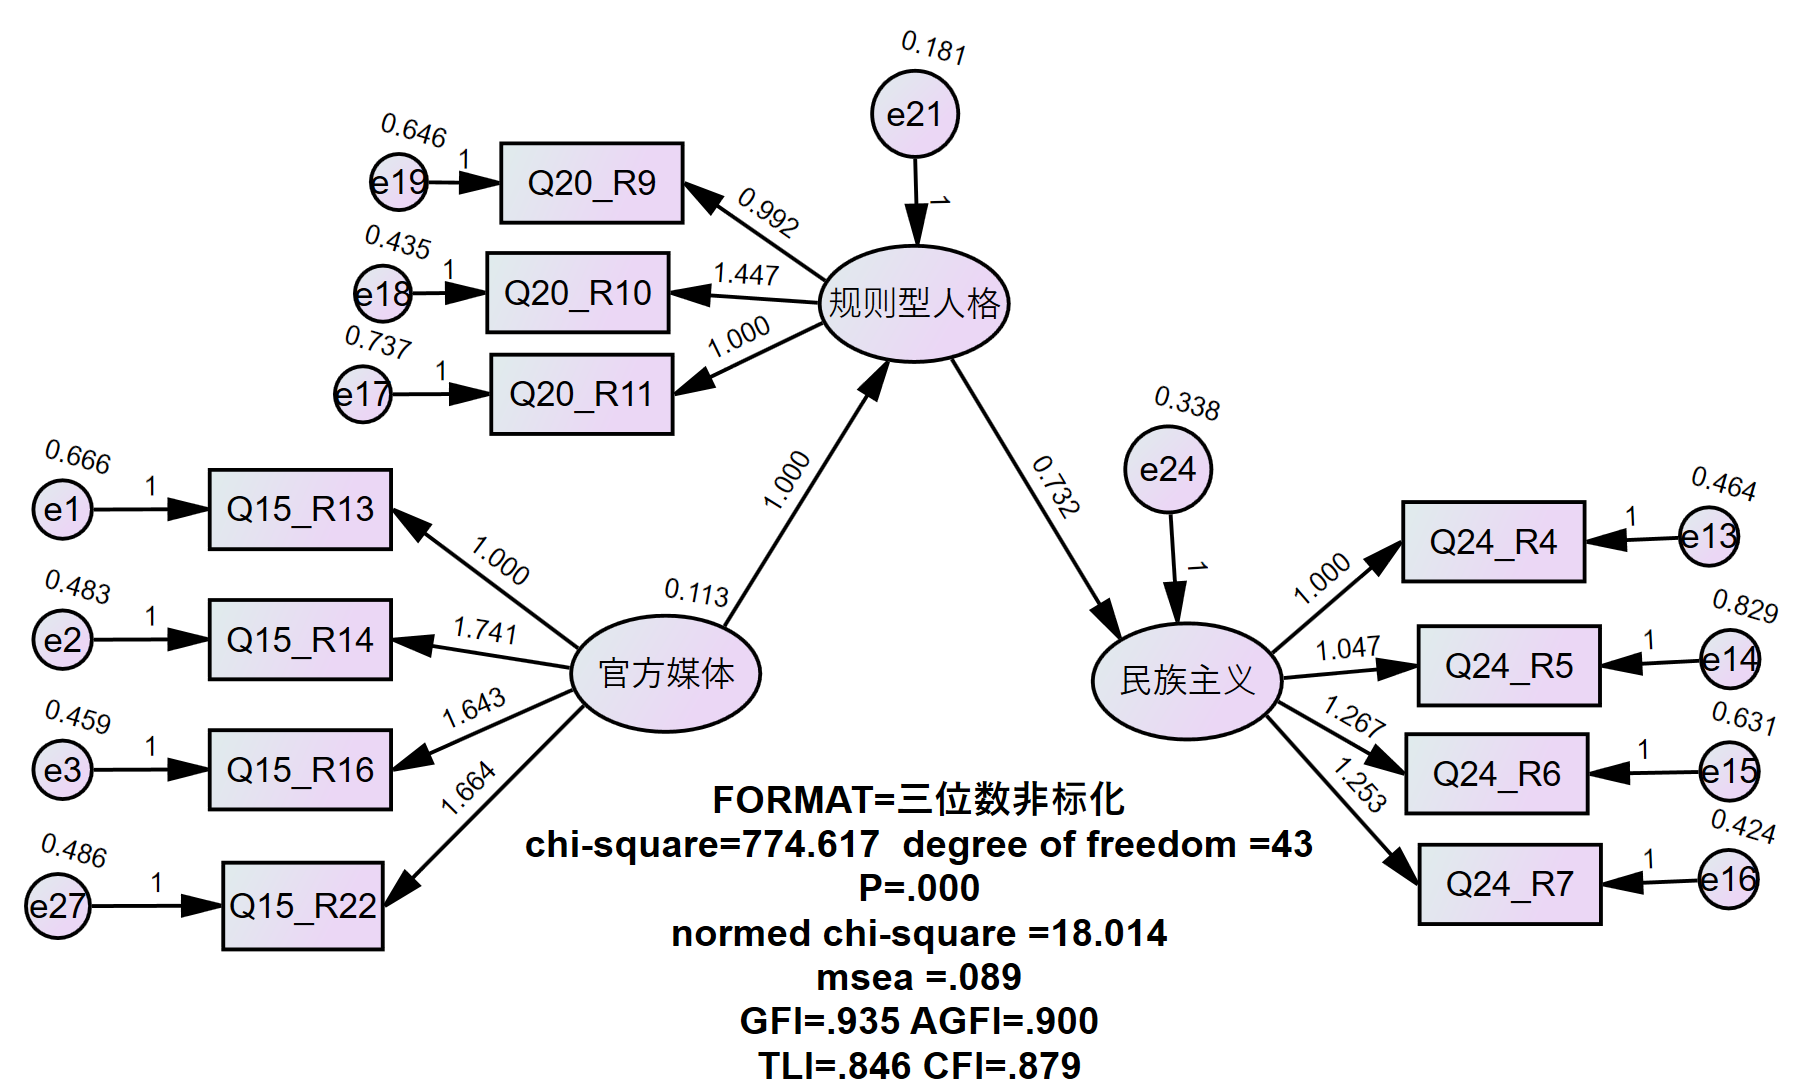 0.181
e21
1
0.646
e19
1
Q20_R9
0.992
0.435
e18
1
Q20_R10
1.447
规则型人格
0.737
e17
1
Q20_R11
1.000
0.666
e1
1
Q15_R13
1.000
0.483
e2
1
Q15_R14
1.741
0.459
e3
1
Q15_R16
1.643
0.486
e27
1
Q15_R22
1.664
0.113
官方媒体
1.000
0.732
0.338
e24
1
民族主义
1.000
Q24_R4
1
0.464
e13
1.047
Q24_R5
1
0.829
e14
1.267
Q24_R6
1
0.631
e15
1.253
Q24_R7
1
0.424
e16
FORMAT=三位数非标化
chi-square=774.617 degree of freedom =43
P=.000
normed chi-square =18.014
msea =.089
GFI=.935 AGFI=.900
TLI=.846 CFI=.879